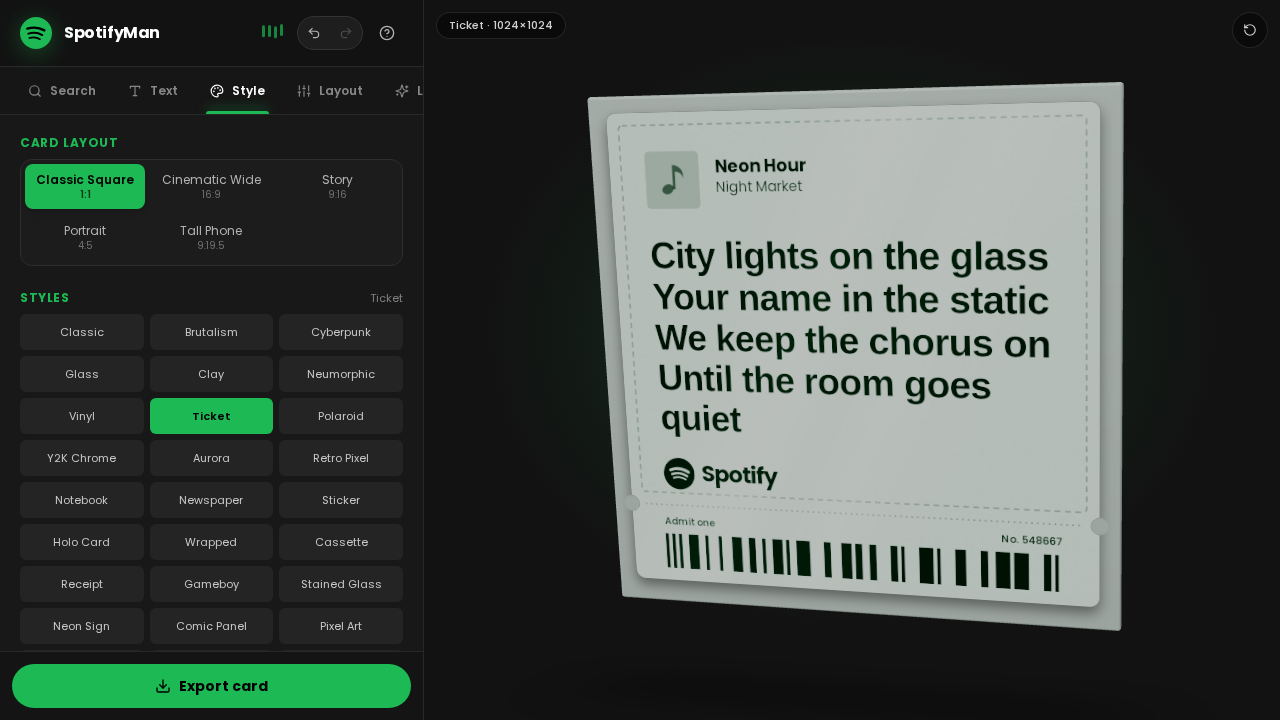 SpotifyMan
Search
Text
Style
Layout
L
CARD LAYOUT
Classic Square
1:1
Cinematic Wide
16:9
Story
9:16
Portrait
4:5
Tall Phone
9:19.5
STYLES
Ticket
Classic
Brutalism
Cyberpunk
Glass
Clay
Neumorphic
Vinyl
Ticket
Polaroid
Y2K Chrome
Aurora
Retro Pixel
Notebook
Newspaper
Sticker
Holo Card
Wrapped
Cassette
Receipt
Gameboy
Stained Glass
Neon Sign
Comic Panel
Pixel Art
Export card
Ticket · 1024×1024
Neon Hour
Night Market
City lights on the glass
Your name in the static
We keep the chorus on
Until the room goes
quiet
Spotify
Admit one
No. 548667